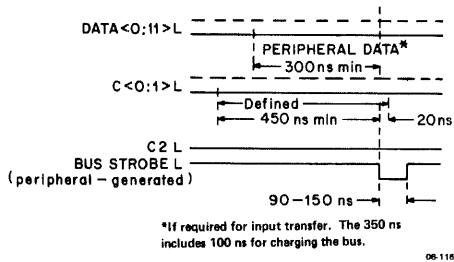 DATA<0:11>L
PERIPHERAL DATA*
300ns min
C<0:1>L
Defined
450 ns min
20ns
C2 L
BUS STROBE L
(peripheral-generated)
90-150 ns
*If required for input transfer. The 350 ns
includes 100 ns for charging the bus.
08-116